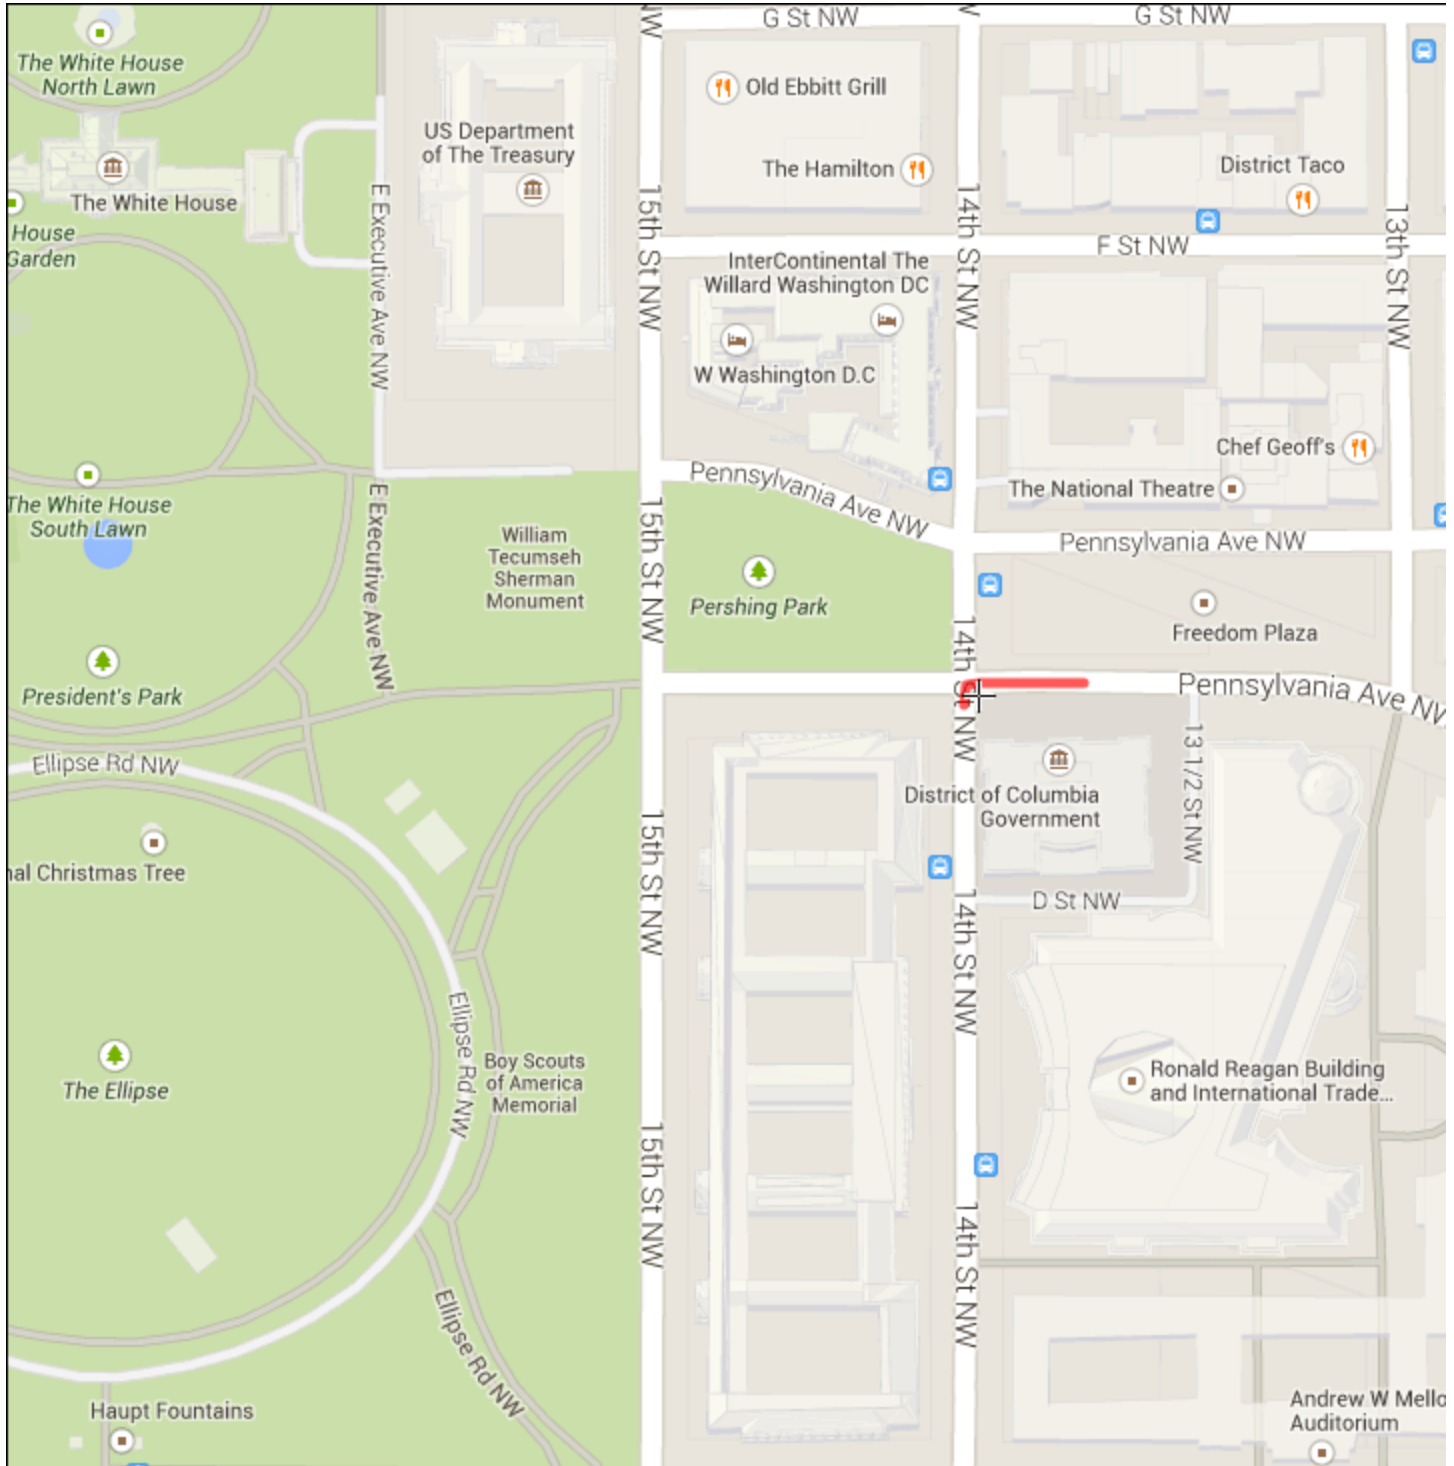 NW
G St NW
W
G St NW
The White House
North Lawn
Old Ebbitt Grill
US Department
of The Treasury
The Hamilton
District Taco
The White House
House
Garden
E Executive Ave NW
15th St NW
14th St NW
13th St NW
F St NW
InterContinental The
Willard Washington DC
W Washington D.C
Chef Geoff's
Pennsylvania Ave NW
The National Theatre
The White House
South Lawn
E Executive Ave NW
William
Tecumseh
Sherman
Monument
15th St NW
Pennsylvania Ave NW
Pershing Park
Freedom Plaza
14th St NW
President's Park
Pennsylvania Ave NW
Ellipse Rd NW
13 1/2 St NW
District of Columbia
Government
15th St NW
nal Christmas Tree
D St NW
14th St NW
Ellipse Rd NW
Boy Scouts
of America
Memorial
The Ellipse
Ronald Reagan Building
and International Trade...
15th St NW
14th St NW
Ellipse Rd NW
Haupt Fountains
Andrew W Mello
Auditorium